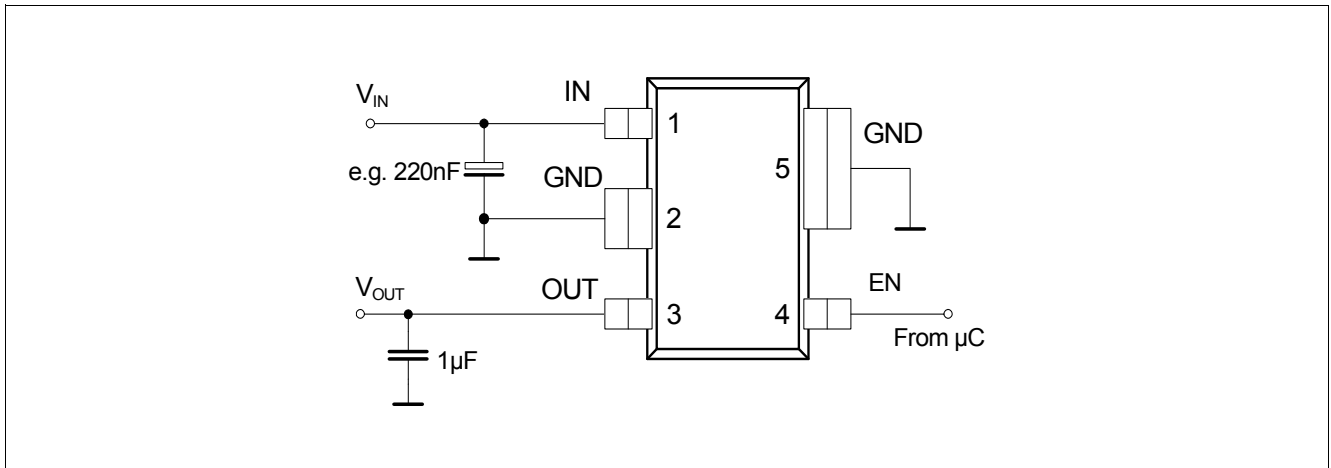 V_IN
IN
1
e.g. 220nF
GND
2
V_OUT
OUT
3
1µF
GND
5
EN
4
From µC